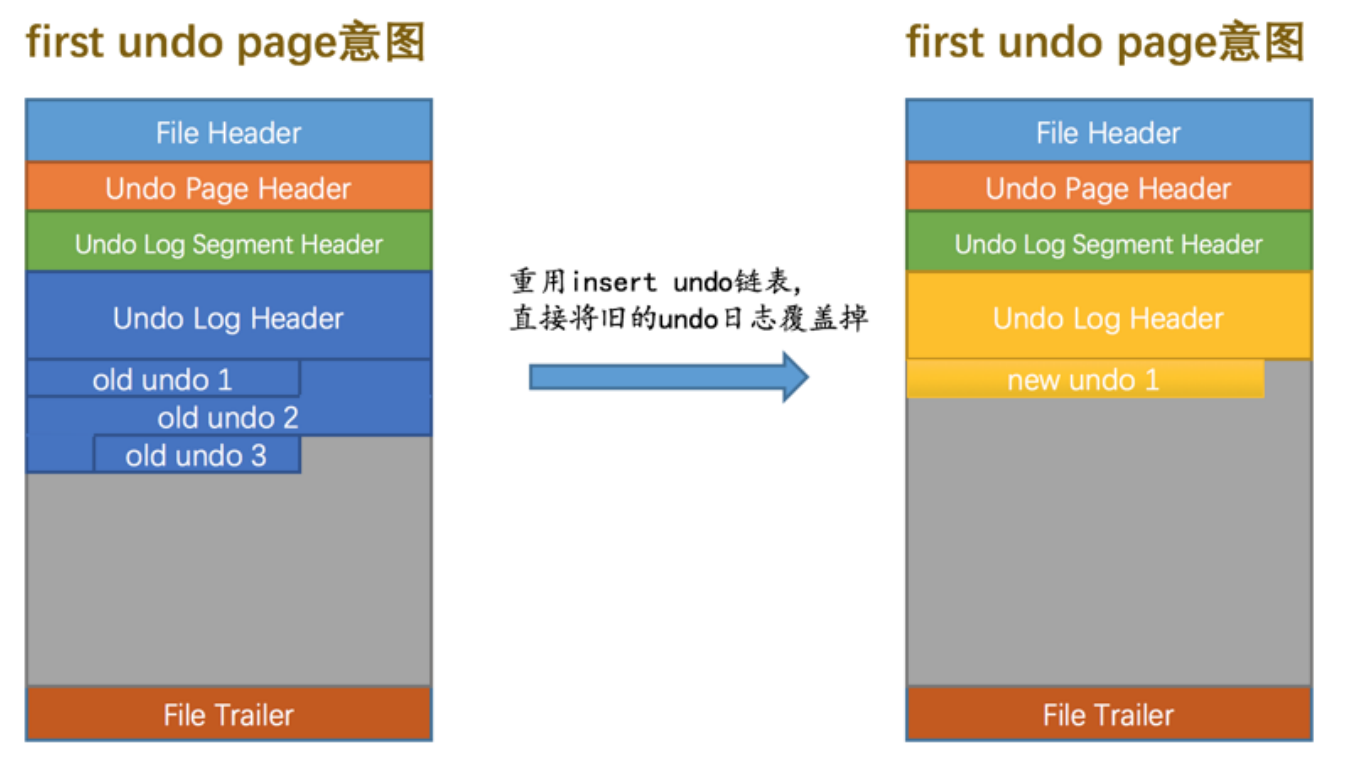 first undo page意图
File Header
Undo Page Header
Undo Log Segment Header
Undo Log Header
old undo 1
old undo 2
old undo 3
File Trailer
重用insert undo链表,
直接将旧的undo日志覆盖掉
first undo page意图
File Header
Undo Page Header
Undo Log Segment Header
Undo Log Header
new undo 1
File Trailer